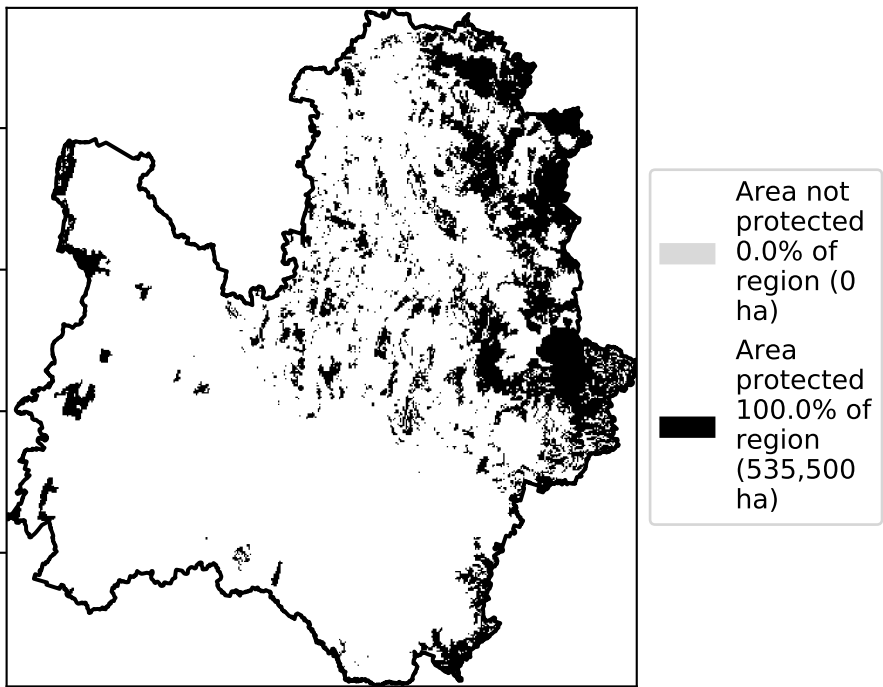 Area not
protected
0.0% of
region (0
ha)
Area
protected
100.0% of
region
(535,500
ha)